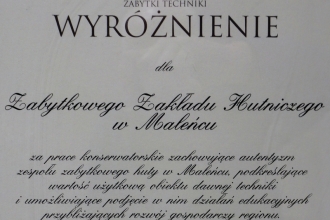 ZABYTKI TECHNIKI
WYRÓŻNIENIE
dla
Zabytkowego Zakładu Hutniczego
w Maleńcu
za prace konserwatorskie zachowujące autentyzm
zespołu zabytkowego huty w Maleńcu, podkreślające
wartość użytkową obiektu dawnej techniki
i umożliwiające podjęcie w nim działań edukacyjnych
przybliżających rozwój gospodarczy regionu.